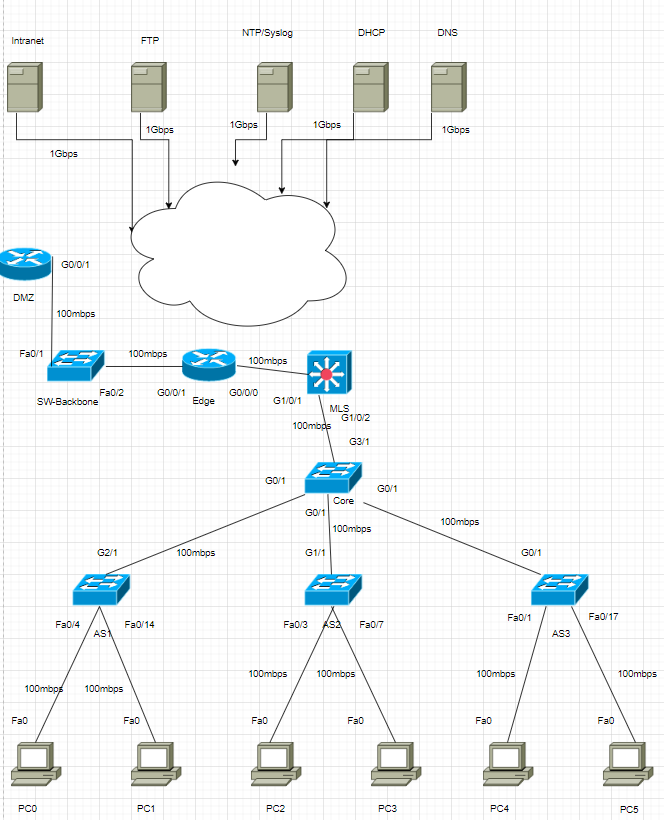 Intranet
FTP
NTP/Syslog
DHCP
DNS
1Gbps
1Gbps
1Gbps
1Gbps
1Gbps
G0/0/1
DMZ
100mbps
Fa0/1
100mbps
100mbps
Fa0/2
G0/0/1
G0/0/0
G1/0/1
SW-Backbone
Edge
MLS
G1/0/2
100mbps
G3/1
G0/1
G0/1
Core
G0/1
100mbps
100mbps
100mbps
G2/1
G1/1
G0/1
Fa0/4
AS1
Fa0/14
Fa0/3
AS2
Fa0/7
Fa0/1
AS3
Fa0/17
100mbps
100mbps
100mbps
100mbps
100mbps
100mbps
Fa0
Fa0
Fa0
Fa0
Fa0
Fa0
PC0
PC1
PC2
PC3
PC4
PC5